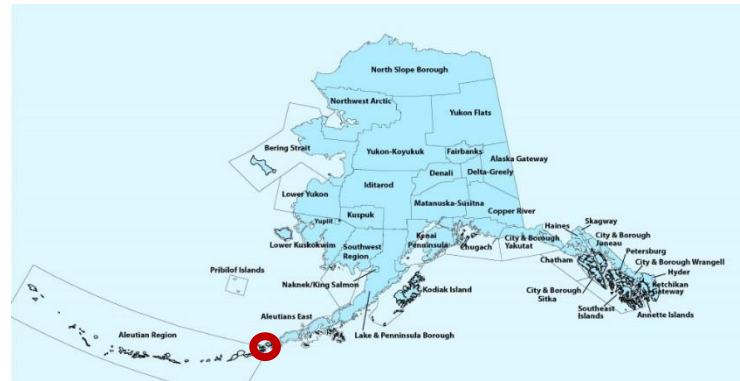 North Slope Borough
Northwest Arctic
Yukon Flats
Bering Strait
Yukon-Koyukuk
Fairbanks
Alaska Gateway
Denali
Delta-Greely
Iditarod
Lower Yukon
Matanuska-Susitna
Copper River
Kuspuk
Yupiit
Lower Kuskokwim
Southwest
Region
Kenai
Penninsula
Chugach
City & Borough
Yakutat
Haines
Skagway
City & Borough
Juneau
Petersburg
City & Borough Wrangell
Hyder
Chatham
Ketchikan
Gateway
City & Borough
Sitka
Southeast
Islands
Annette Islands
Pribilof Islands
Naknek/King Salmon
Kodiak Island
Aleutians East
Lake & Penninsula Borough
Aleutian Region